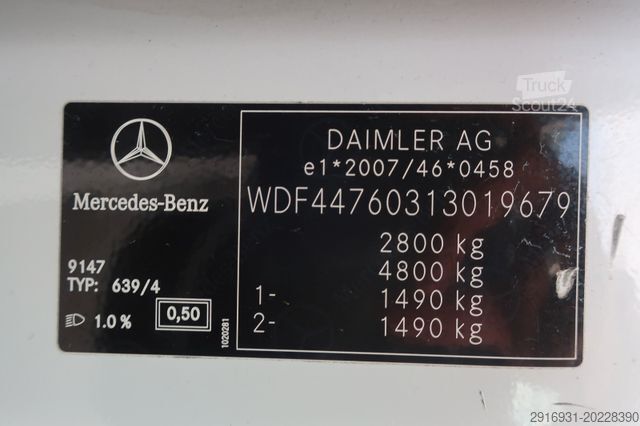 Truck
Scout24
DAIMLER AG
e1*2007/46*0458
Mercedes-Benz
WDF44760313019679
2800 kg
4800 kg
1- 1490 kg
2- 1490 kg
9147
TYP: 639/4
1.0 %
0,50
1020281
2916931-20228390